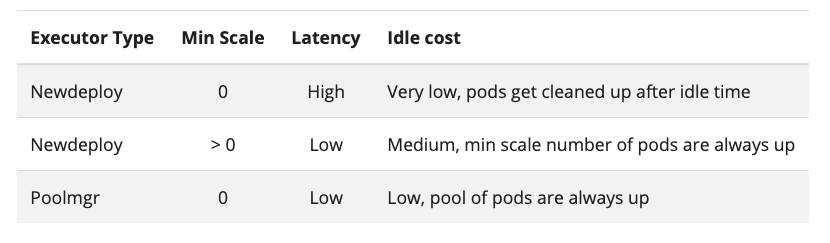 Executor Type Min Scale Latency Idle cost
Newdeploy 0 High Very low, pods get cleaned up after idle time
Newdeploy > 0 Low Medium, min scale number of pods are always up
Poolmgr 0 Low Low, pool of pods are always up